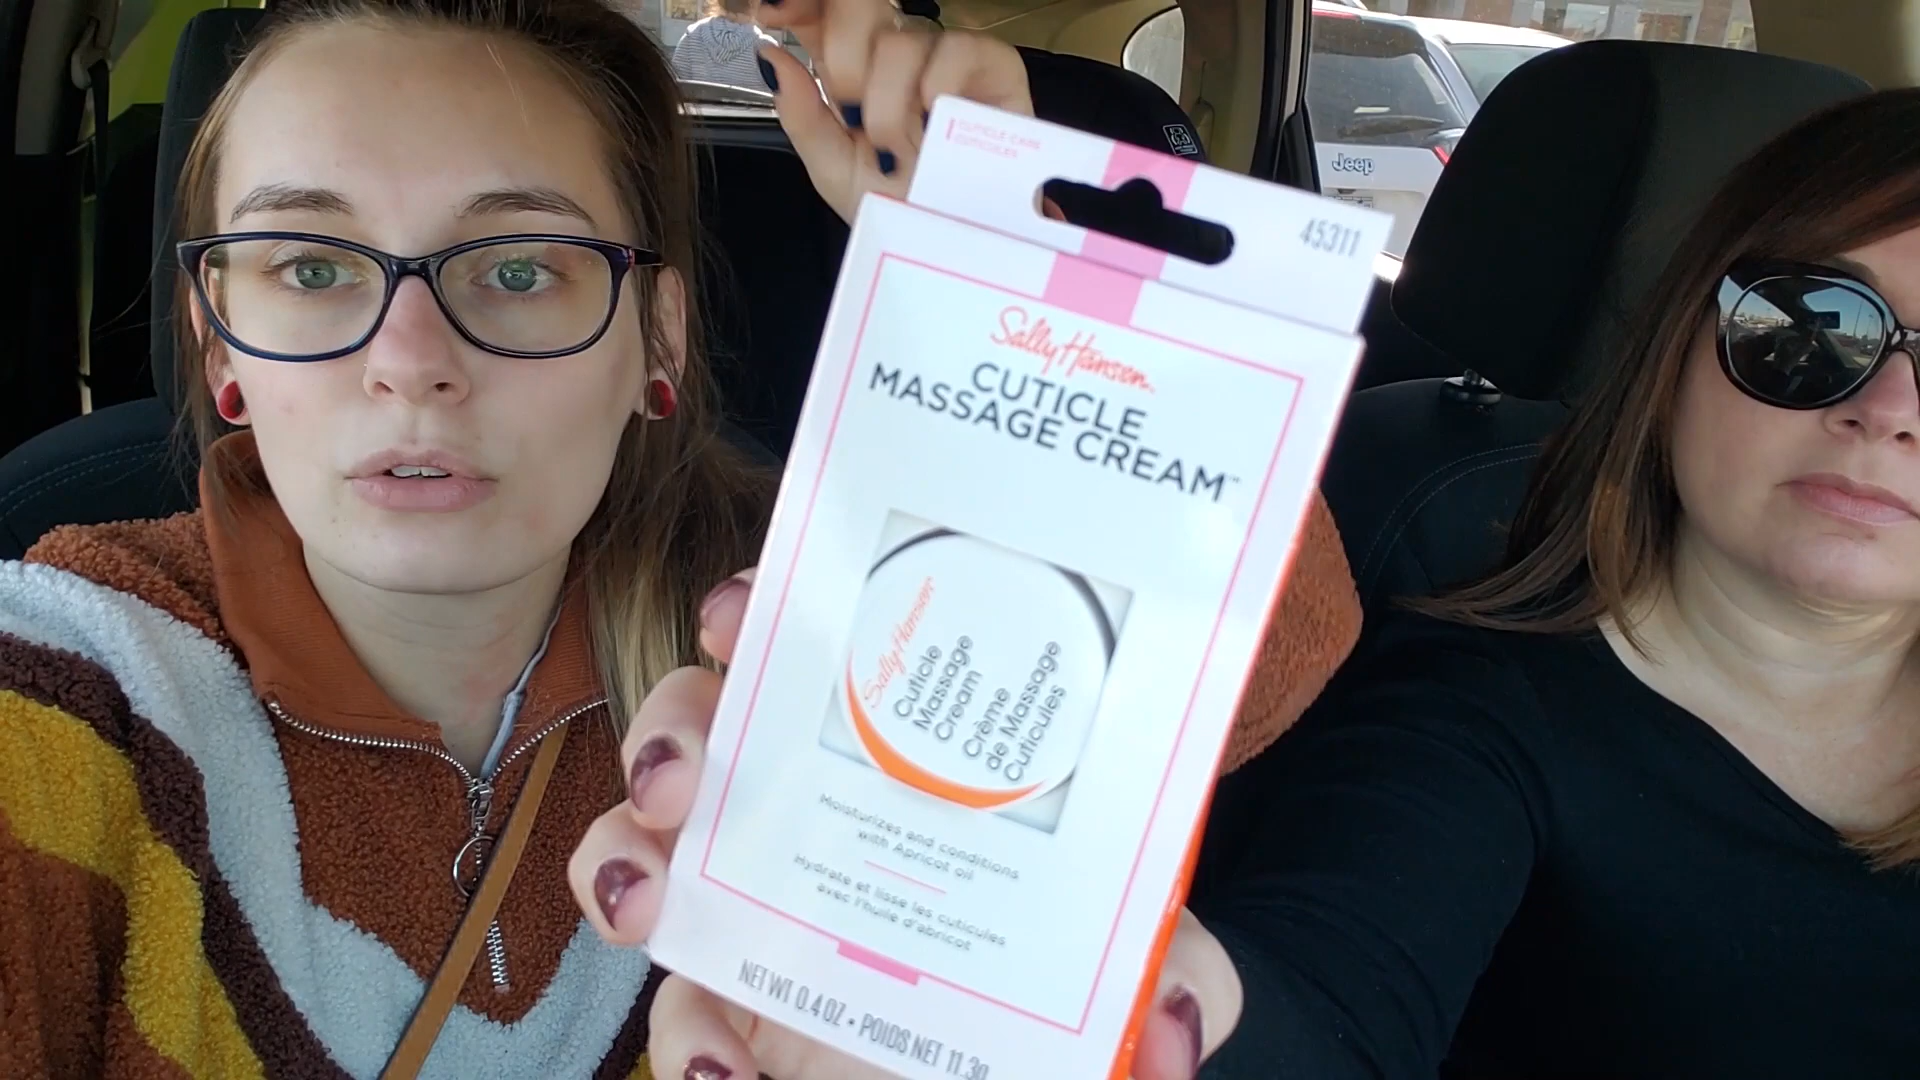 CUTICLE CARE
CUTICULES
45311
Sally Hansen
CUTICLE
MASSAGE CREAM™
Sally Hansen
Cuticle
Massage
Cream
Crème
de Massage
Cuticules
Moisturizes and conditions
with Apricot oil
Hydrate et lisse les cuticules
avec l'huile d'abricot
NET WT 0.4 OZ • POIDS NET 11.3g
Jeep